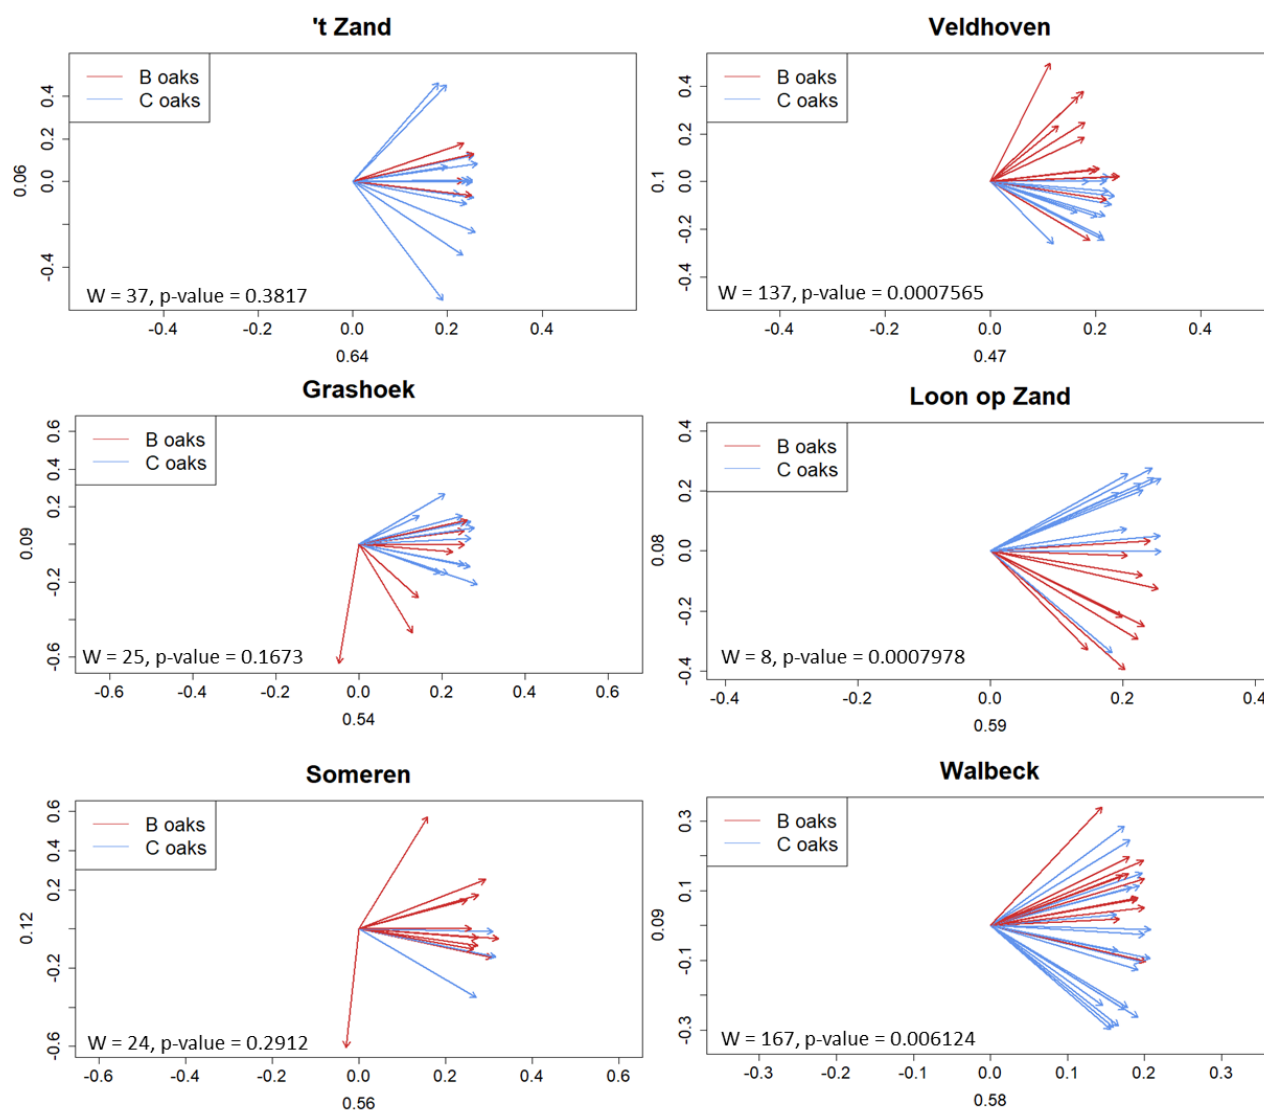 't Zand
B oaks
C oaks
0.06
0.4
0.2
0.0
-0.4
W = 37, p-value = 0.3817
-0.4 -0.2 0.0 0.2 0.4
0.64
Veldhoven
B oaks
C oaks
0.1
0.4
0.2
0.0
-0.2
-0.4
W = 137, p-value = 0.0007565
-0.4 -0.2 0.0 0.2 0.4
0.47
Grashoek
B oaks
C oaks
0.09
0.6
0.4
0.2
-0.2
-0.6
W = 25, p-value = 0.1673
-0.6 -0.4 -0.2 0.0 0.2 0.4 0.6
0.54
Loon op Zand
B oaks
C oaks
0.08
0.4
0.2
0.0
-0.2
-0.4
W = 8, p-value = 0.0007978
-0.4 -0.2 0.0 0.2 0.4
0.59
Someren
B oaks
C oaks
0.12
0.6
0.2
-0.2
-0.6
W = 24, p-value = 0.2912
-0.6 -0.4 -0.2 0.0 0.2 0.4 0.6
0.56
Walbeck
B oaks
C oaks
0.09
0.3
0.1
-0.1
-0.3
W = 167, p-value = 0.006124
-0.3 -0.2 -0.1 0.0 0.1 0.2 0.3
0.58